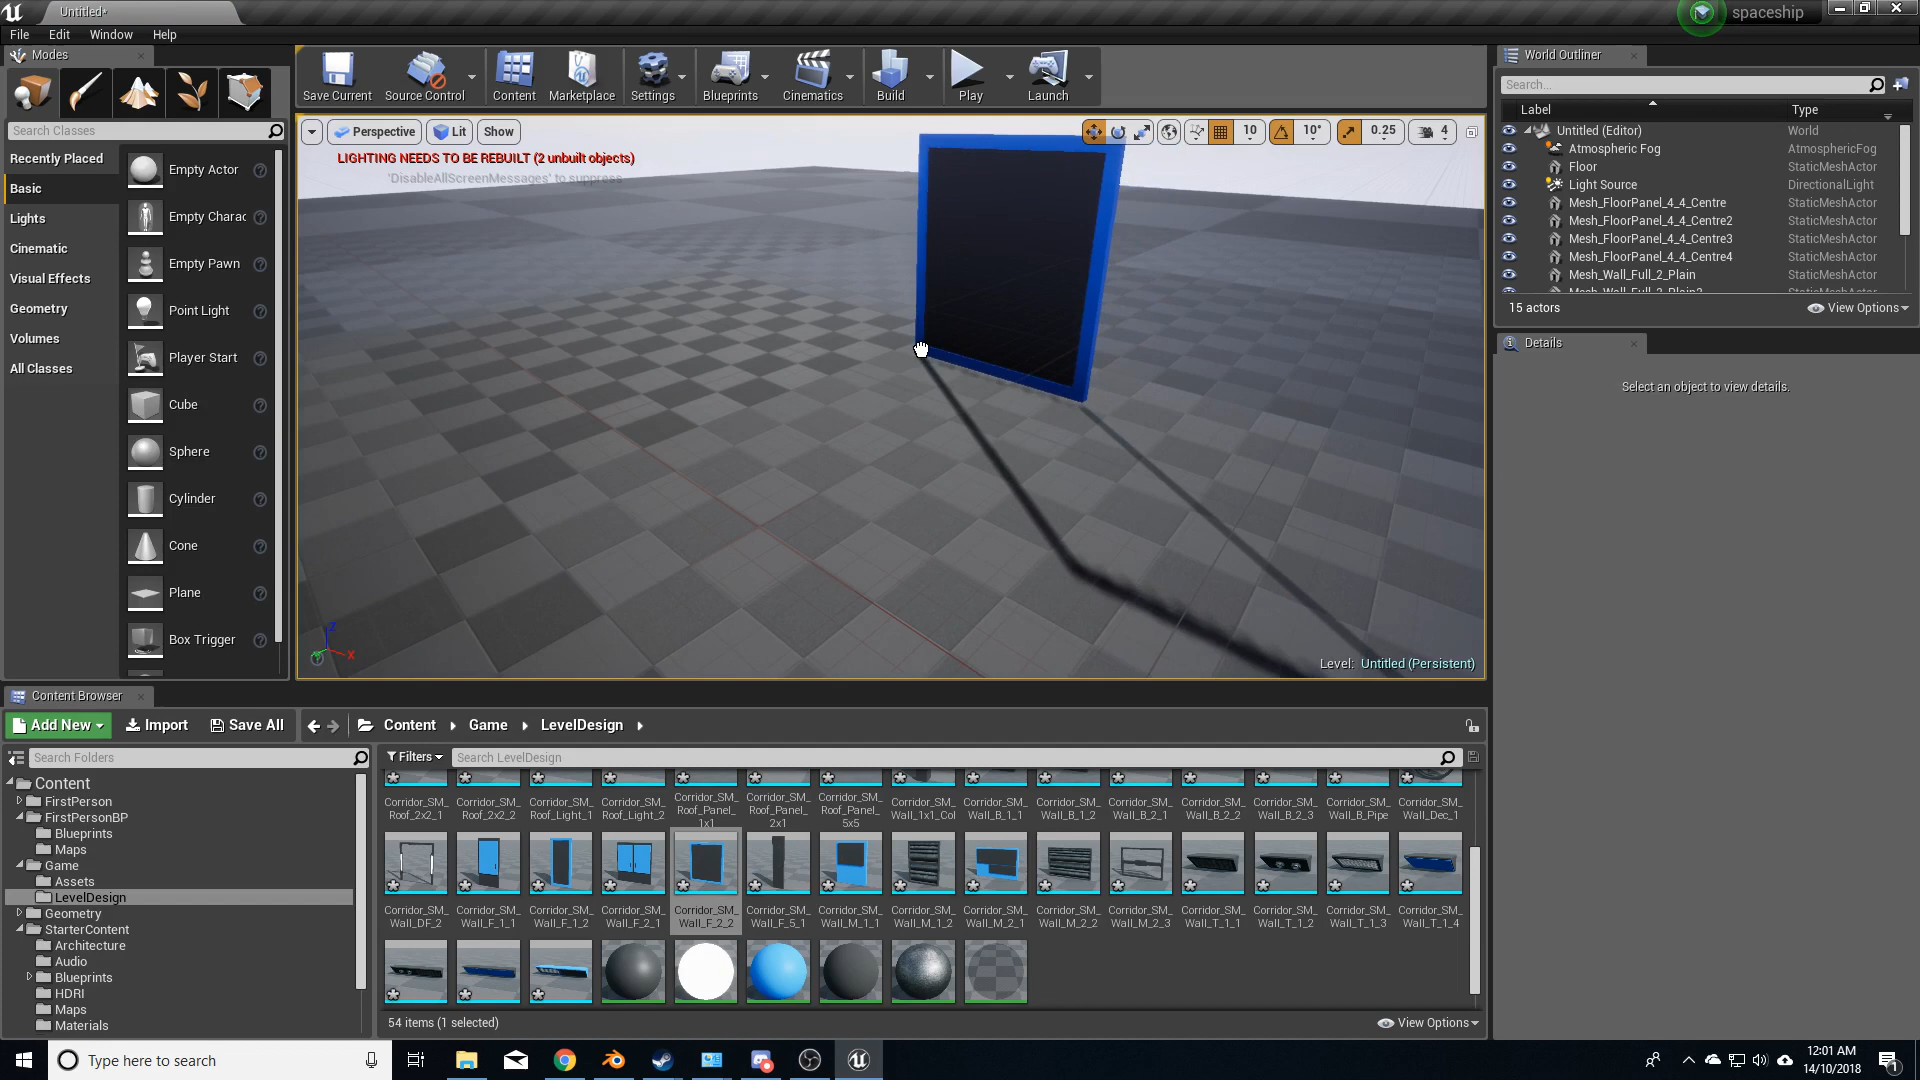 Untitled*
spaceship
File Edit Window Help
Modes
Search Classes
Recently Placed
Basic
Lights
Cinematic
Visual Effects
Geometry
Volumes
All Classes
Empty Actor
Empty Charac
Empty Pawn
Point Light
Player Start
Cube
Sphere
Cylinder
Cone
Plane
Box Trigger
Save Current Source Control Content Marketplace Settings Blueprints Cinematics Build Play Launch
Perspective Lit Show 10 10° 0.25 4
LIGHTING NEEDS TO BE REBUILT (2 unbuilt objects)
'DisableAllScreenMessages' to suppress
Z
X
Level: Untitled (Persistent)
World Outliner
Search...
Label Type
Untitled (Editor) World
Atmospheric Fog AtmosphericFog
Floor StaticMeshActor
Light Source DirectionalLight
Mesh_FloorPanel_4_4_Centre StaticMeshActor
Mesh_FloorPanel_4_4_Centre2 StaticMeshActor
Mesh_FloorPanel_4_4_Centre3 StaticMeshActor
Mesh_FloorPanel_4_4_Centre4 StaticMeshActor
Mesh_Wall_Full_2_Plain StaticMeshActor
15 actors View Options
Details
Select an object to view details.
Content Browser
Add New Import Save All Content Game LevelDesign
Search Folders
Content
FirstPerson
FirstPersonBP
Blueprints
Maps
Game
Assets
LevelDesign
Geometry
StarterContent
Architecture
Audio
Blueprints
HDRI
Maps
Materials
Filters Search LevelDesign
Corridor_SM_Roof_2x2_1
Corridor_SM_Roof_2x2_2
Corridor_SM_Roof_Light_1
Corridor_SM_Roof_Light_2
Corridor_SM_Roof_Panel_1x1
Corridor_SM_Roof_Panel_2x1
Corridor_SM_Roof_Panel_5x5
Corridor_SM_Wall_1x1_Col
Corridor_SM_Wall_B_1_1
Corridor_SM_Wall_B_1_2
Corridor_SM_Wall_B_2_1
Corridor_SM_Wall_B_2_2
Corridor_SM_Wall_B_2_3
Corridor_SM_Wall_B_Pipe
Corridor_SM_Wall_Dec_1
Corridor_SM_Wall_DF_2
Corridor_SM_Wall_F_1_1
Corridor_SM_Wall_F_1_2
Corridor_SM_Wall_F_2_1
Corridor_SM_Wall_F_2_2
Corridor_SM_Wall_F_5_1
Corridor_SM_Wall_M_1_1
Corridor_SM_Wall_M_1_2
Corridor_SM_Wall_M_2_1
Corridor_SM_Wall_M_2_2
Corridor_SM_Wall_M_2_3
Corridor_SM_Wall_T_1_1
Corridor_SM_Wall_T_1_2
Corridor_SM_Wall_T_1_3
Corridor_SM_Wall_T_1_4
54 items (1 selected) View Options
Type here to search
12:01 AM
14/10/2018
1